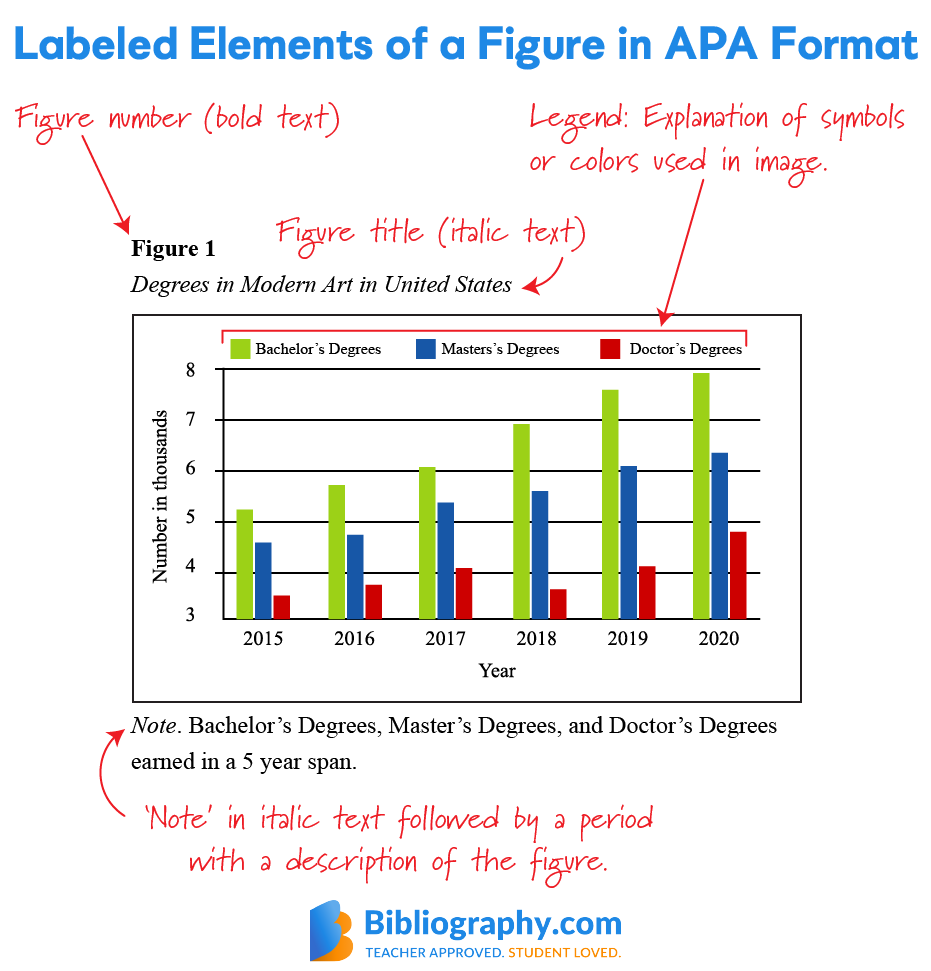 Labeled Elements of a Figure in APA Format
Figure number (bold text)
Legend: Explanation of symbols
or colors used in image.
Figure title (italic text)
Figure 1
Degrees in Modern Art in United States
Bachelor’s Degrees
Masters’s Degrees
Doctor’s Degrees
8
7
6
5
4
3
Number in thousands
2015
2016
2017
2018
2019
2020
Year
Note. Bachelor’s Degrees, Master’s Degrees, and Doctor’s Degrees
earned in a 5 year span.
‘Note’ in italic text followed by a period
with a description of the figure.
Bibliography.com
TEACHER APPROVED. STUDENT LOVED.